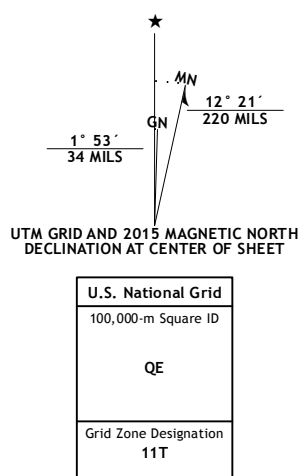 MN
GN
12° 21´
220 MILS
1° 53´
34 MILS
UTM GRID AND 2015 MAGNETIC NORTH
DECLINATION AT CENTER OF SHEET
U.S. National Grid
100,000-m Square ID
QE
Grid Zone Designation
11T